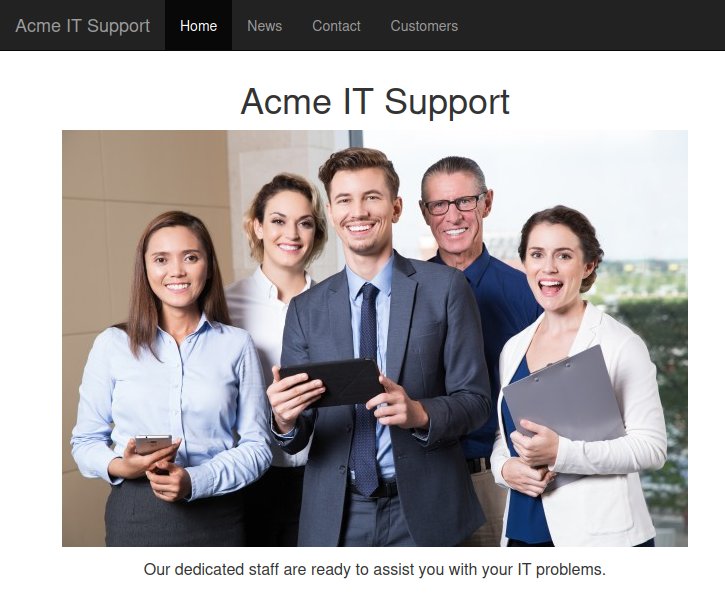 Acme IT Support Home News Contact Customers
Acme IT Support
Our dedicated staff are ready to assist you with your IT problems.